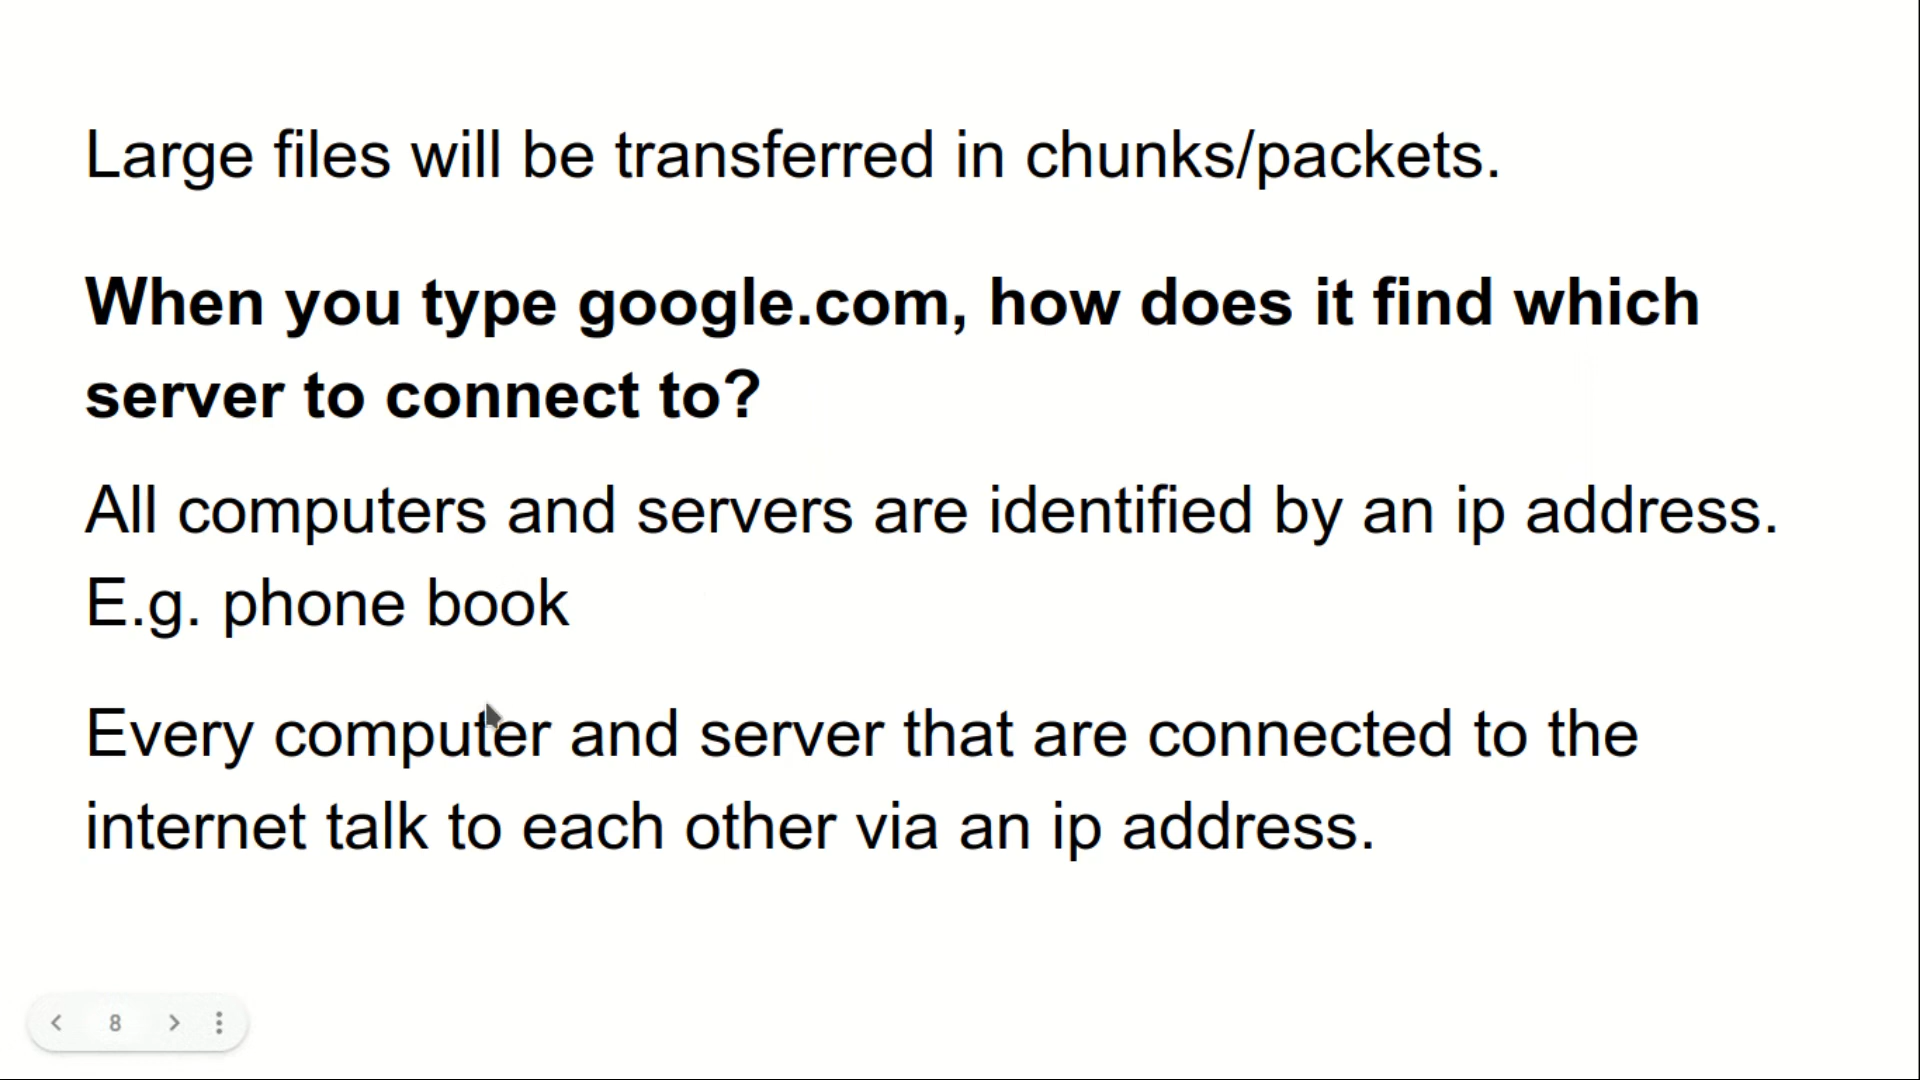 Large files will be transferred in chunks/packets.
When you type google.com, how does it find which
server to connect to?
All computers and servers are identified by an ip address.
E.g. phone book
Every computer and server that are connected to the
internet talk to each other via an ip address.
8